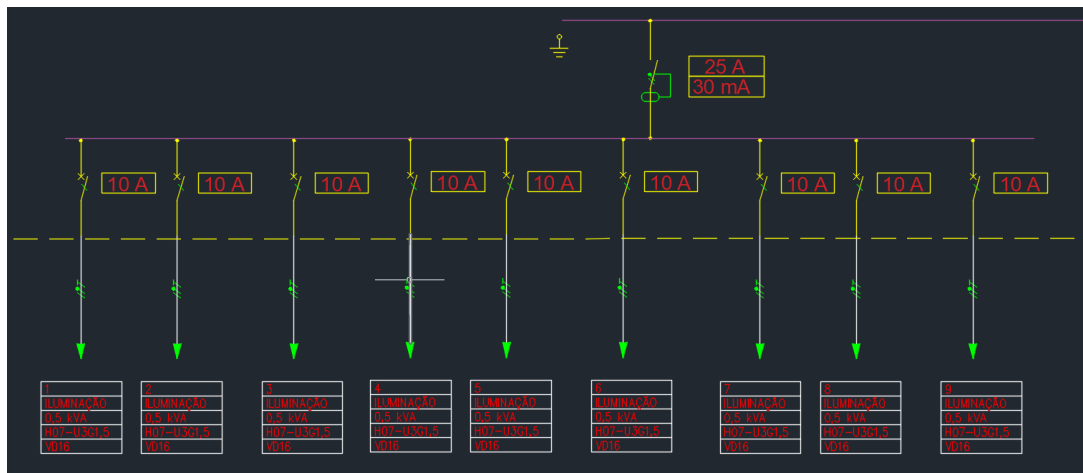 25 A
30 mA
10 A
10 A
10 A
10 A
10 A
10 A
10 A
10 A
10 A
1
ILUMINAÇÃO
0,5 kVA
H07-U3G1,5
VD16
2
ILUMINAÇÃO
0,5 kVA
H07-U3G1,5
VD16
3
ILUMINAÇÃO
0,5 kVA
H07-U3G1,5
VD16
4
ILUMINAÇÃO
0,5 kVA
H07-U3G1,5
VD16
5
ILUMINAÇÃO
0,5 kVA
H07-U3G1,5
VD16
6
ILUMINAÇÃO
0,5 kVA
H07-U3G1,5
VD16
7
ILUMINAÇÃO
0,5 kVA
H07-U3G1,5
VD16
8
ILUMINAÇÃO
0,5 kVA
H07-U3G1,5
VD16
9
ILUMINAÇÃO
0,5 kVA
H07-U3G1,5
VD16